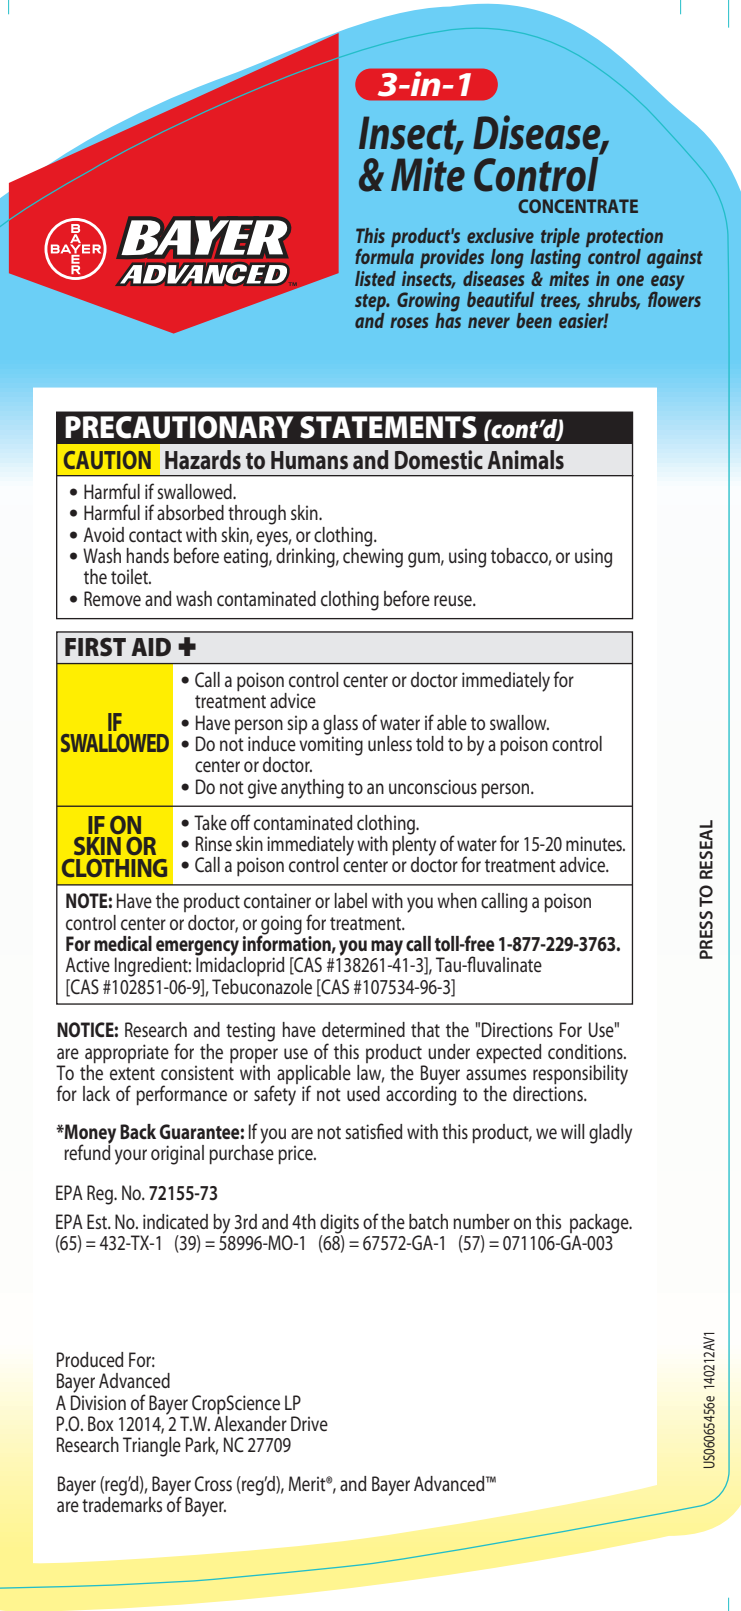 3-in-1
Insect, Disease,
& Mite Control
CONCENTRATE
This product's exclusive triple protection
formula provides long lasting control against
listed insects, diseases & mites in one easy
step. Growing beautiful trees, shrubs, flowers
and roses has never been easier!
BAYER
BAYER
BAYER
ADVANCED™
PRECAUTIONARY STATEMENTS (cont’d)
CAUTION Hazards to Humans and Domestic Animals
• Harmful if swallowed.
• Harmful if absorbed through skin.
• Avoid contact with skin, eyes, or clothing.
• Wash hands before eating, drinking, chewing gum, using tobacco, or using
the toilet.
• Remove and wash contaminated clothing before reuse.
FIRST AID ✚
IF
SWALLOWED
• Call a poison control center or doctor immediately for
treatment advice
• Have person sip a glass of water if able to swallow.
• Do not induce vomiting unless told to by a poison control
center or doctor.
• Do not give anything to an unconscious person.
IF ON
SKIN OR
CLOTHING
• Take off contaminated clothing.
• Rinse skin immediately with plenty of water for 15-20 minutes.
• Call a poison control center or doctor for treatment advice.
NOTE: Have the product container or label with you when calling a poison
control center or doctor, or going for treatment.
For medical emergency information, you may call toll-free 1-877-229-3763.
Active Ingredient: Imidacloprid [CAS #138261-41-3], Tau-fluvalinate
[CAS #102851-06-9], Tebuconazole [CAS #107534-96-3]
NOTICE: Research and testing have determined that the "Directions For Use"
are appropriate for the proper use of this product under expected conditions.
To the extent consistent with applicable law, the Buyer assumes responsibility
for lack of performance or safety if not used according to the directions.
*Money Back Guarantee: If you are not satisfied with this product, we will gladly
refund your original purchase price.
EPA Reg. No. 72155-73
EPA Est. No. indicated by 3rd and 4th digits of the batch number on this package.
(65) = 432-TX-1 (39) = 58996-MO-1 (68) = 67572-GA-1 (57) = 071106-GA-003
Produced For:
Bayer Advanced
A Division of Bayer CropScience LP
P.O. Box 12014, 2 T.W. Alexander Drive
Research Triangle Park, NC 27709
Bayer (reg’d), Bayer Cross (reg’d), Merit®, and Bayer Advanced™
are trademarks of Bayer.
PRESS TO RESEAL
US06065456e 140212AV1